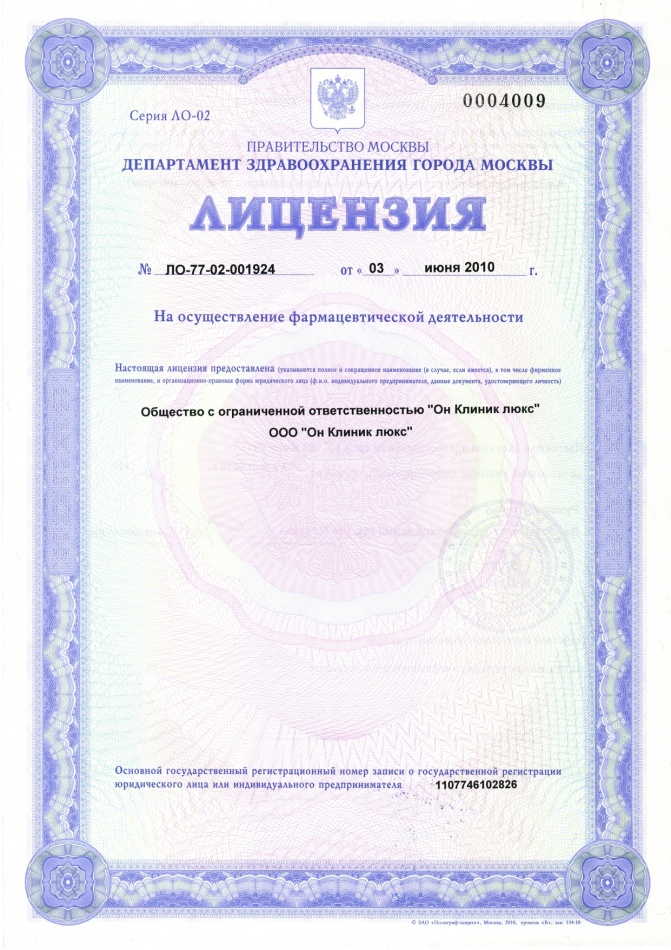 Серия ЛО-02
0004009
ПРАВИТЕЛЬСТВО МОСКВЫ
ДЕПАРТАМЕНТ ЗДРАВООХРАНЕНИЯ ГОРОДА МОСКВЫ
ЛИЦЕНЗИЯ
№ ЛО-77-02-001924 от « 03 » июня 2010 г.
На осуществление фармацевтической деятельности
Настоящая лицензия предоставлена (указываются полное и сокращенное наименование (в случае, если имеется), в том числе фирменное
наименование, и организационно-правовая форма юридического лица (ф.и.о. индивидуального предпринимателя, данные документа, удостоверяющего личность)
Общество с ограниченной ответственностью "Он Клиник люкс"
ООО "Он Клиник люкс"
Основной государственный регистрационный номер записи о государственной регистрации
юридического лица или индивидуального предпринимателя 1107746102826
© ЗАО «Полиграф-защита», Москва, 2010, уровень «В», зак. 134-10